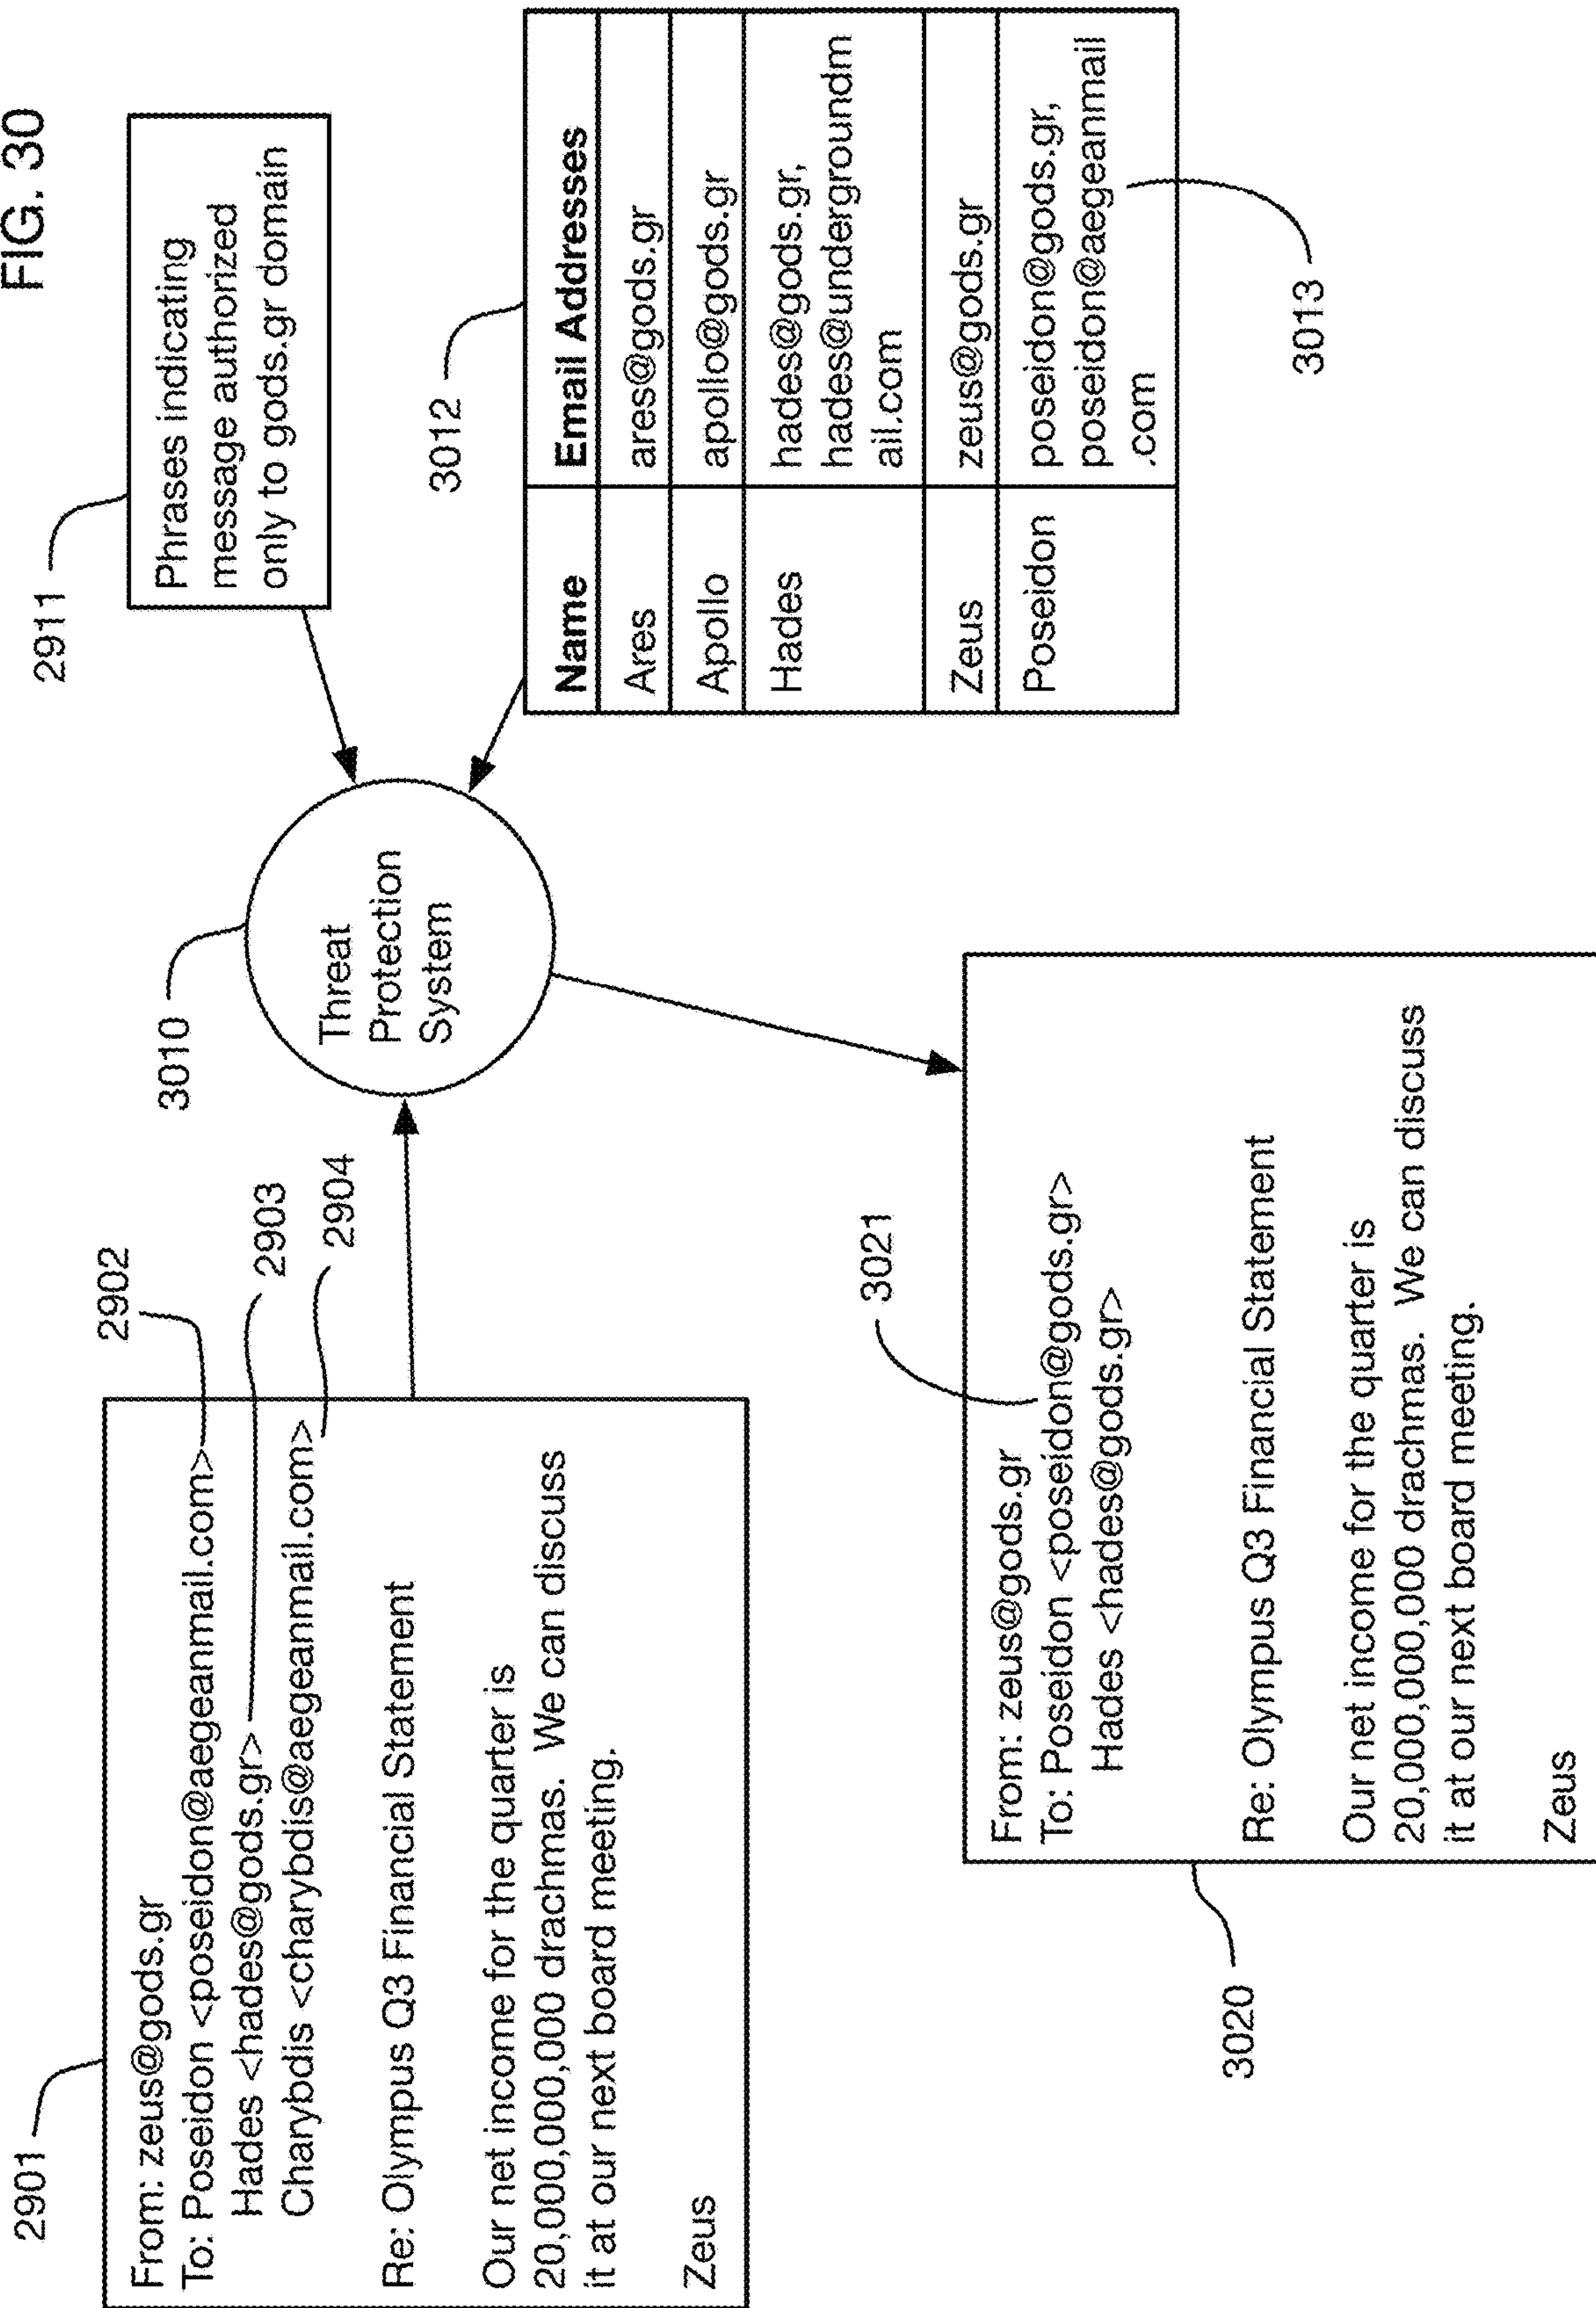 FIG. 30
2901
2902
2903
2904
From: zeus@gods.gr
To: Poseidon <poseidon@aegeanmail.com>
Hades <hades@gods.gr>
Charybdis <charybdis@aegeanmail.com>
Re: Olympus Q3 Financial Statement
Our net income for the quarter is
20,000,000,000 drachmas. We can discuss
it at our next board meeting.
Zeus
3010
Threat
Protection
System
2911
Phrases indicating
message authorized
only to gods.gr domain
3012
Name Email Addresses
Ares ares@gods.gr
Apollo apollo@gods.gr
Hades hades@gods.gr,
hades@undergroundm
ail.com
Zeus zeus@gods.gr
Poseidon poseidon@gods.gr,
poseidon@aegeanmail
.com
3013
3020
3021
From: zeus@gods.gr
To: Poseidon <poseidon@gods.gr>
Hades <hades@gods.gr>
Re: Olympus Q3 Financial Statement
Our net income for the quarter is
20,000,000,000 drachmas. We can discuss
it at our next board meeting.
Zeus